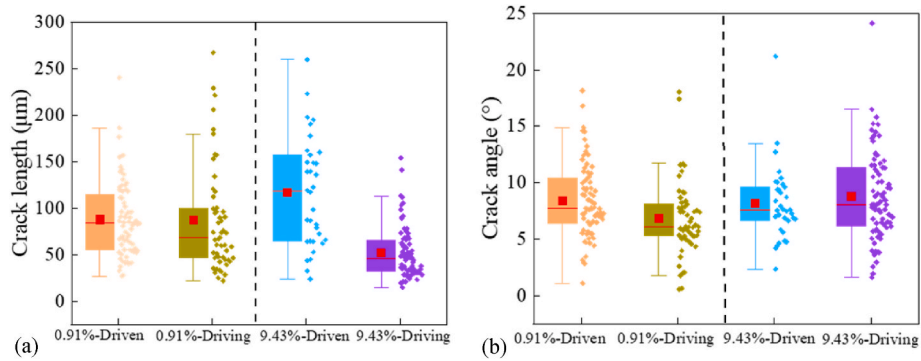 300
250
200
150
100
50
0
Crack length (μm)
0.91%-Driven 0.91%-Driving 9.43%-Driven 9.43%-Driving
(a)
25
20
15
10
5
0
Crack angle (°)
0.91%-Driven 0.91%-Driving 9.43%-Driven 9.43%-Driving
(b)